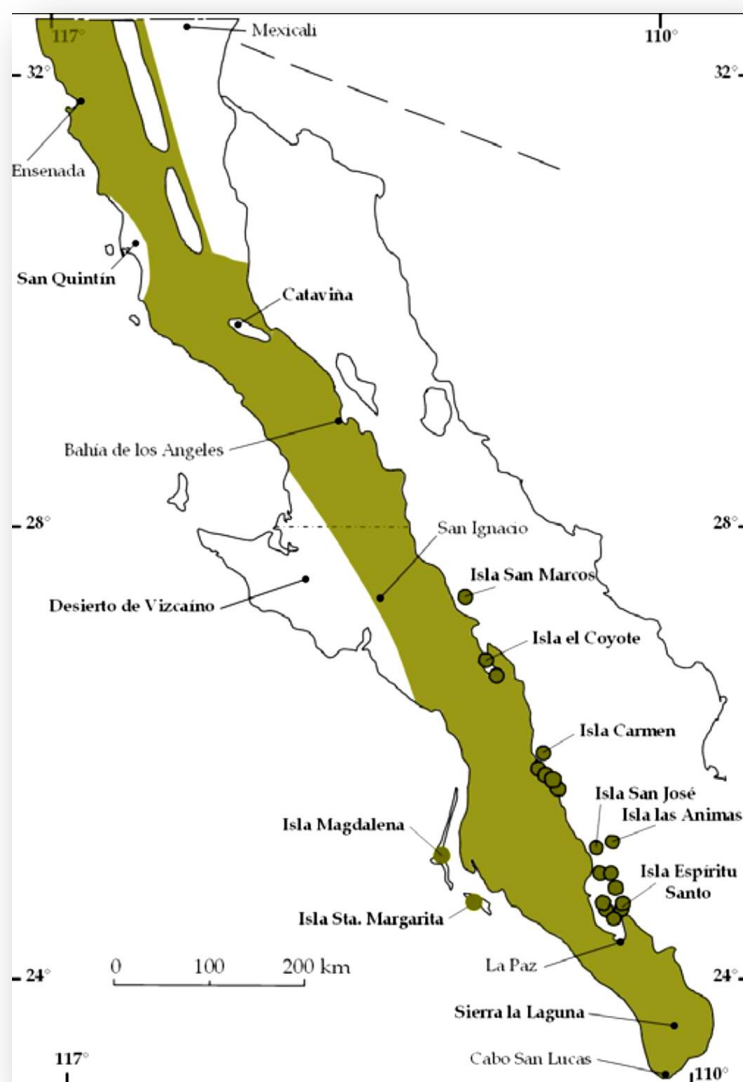 117°
Mexicali
110°
32°
32°
Ensenada
San Quintín
Cataviña
Bahía de los Angeles
28°
28°
San Ignacio
Isla San Marcos
Desierto de Vizcaíno
Isla el Coyote
Isla Carmen
Isla San José
Isla las Animas
Isla Magdalena
Isla Espíritu
Santo
Isla Sta. Margarita
La Paz
0 100 200 km
24°
24°
Sierra la Laguna
Cabo San Lucas
117°
110°